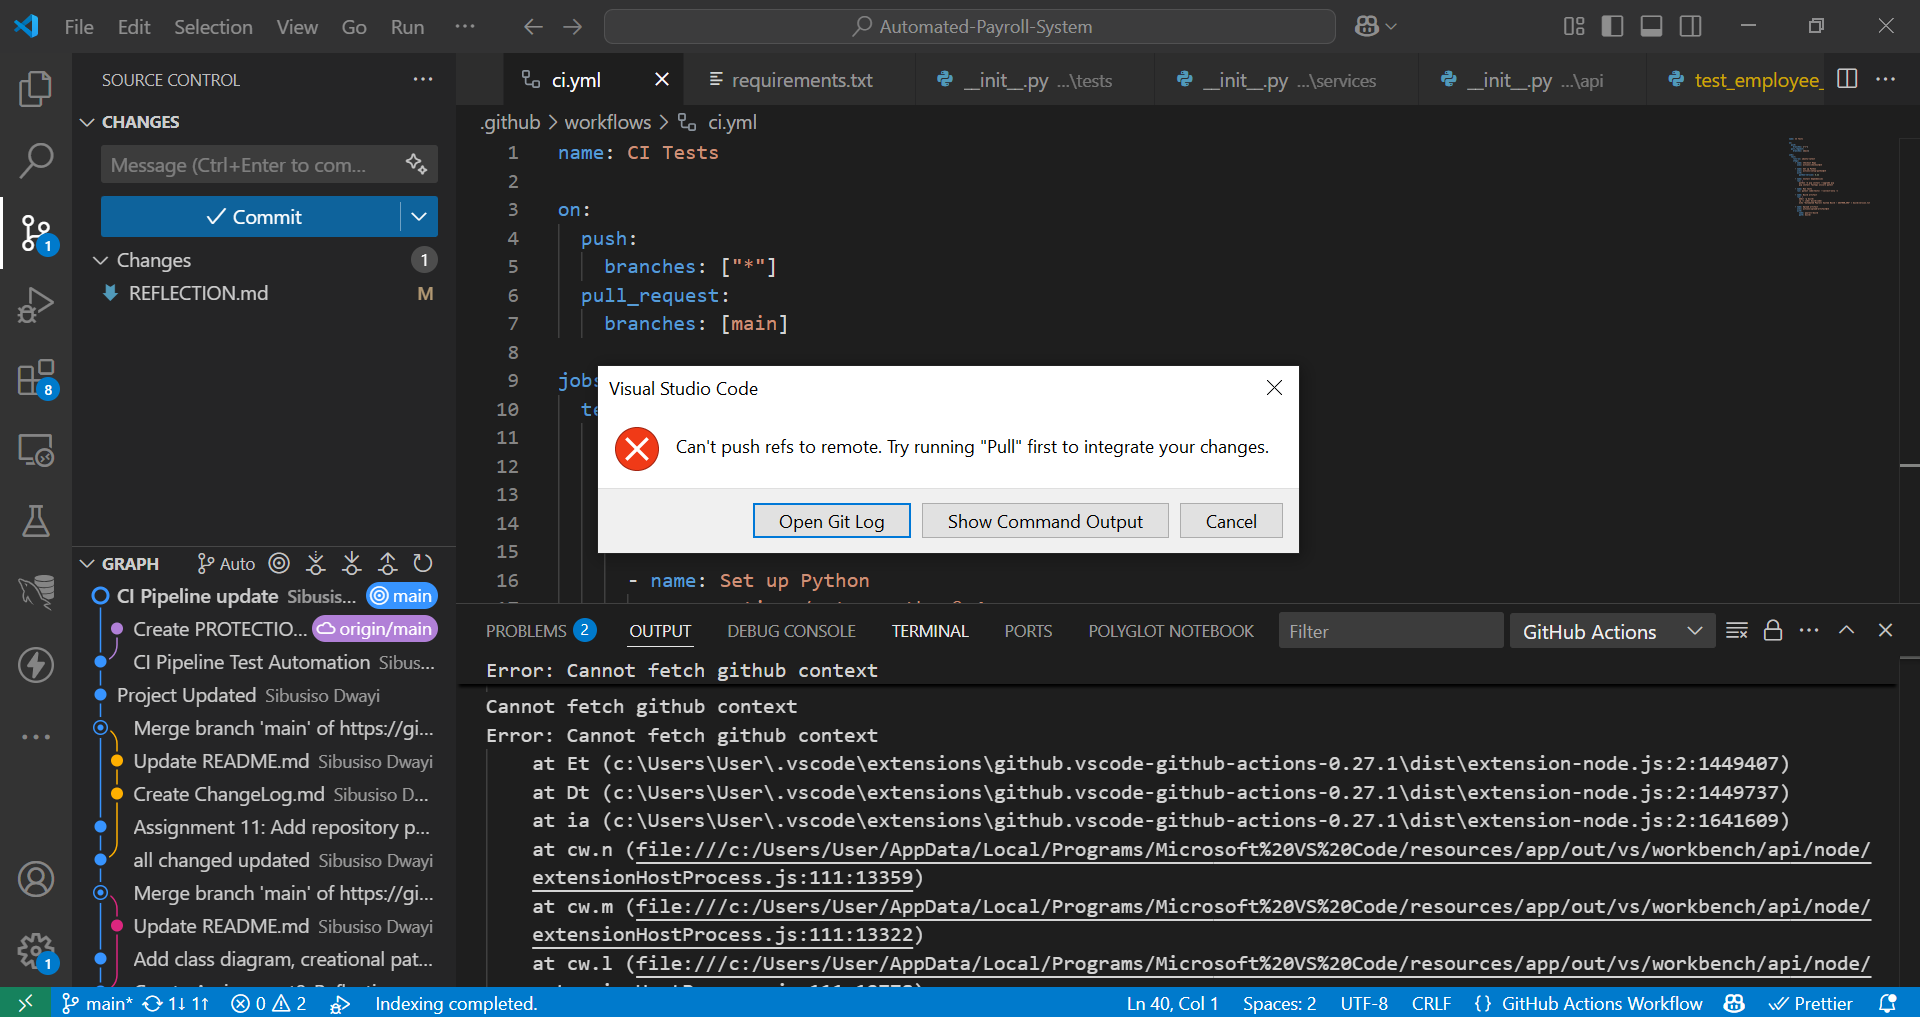 File Edit Selection View Go Run ··· Automated-Payroll-System
SOURCE CONTROL ···
CHANGES
Message (Ctrl+Enter to com...
Commit
Changes 1
REFLECTION.md M
1
8
1
GRAPH Auto
CI Pipeline update Sibusis... main
Create PROTECTIO... origin/main
CI Pipeline Test Automation Sibus...
Project Updated Sibusiso Dwayi
Merge branch 'main' of https://gi...
Update README.md Sibusiso Dwayi
Create ChangeLog.md Sibusiso D...
Assignment 11: Add repository p...
all changed updated Sibusiso Dwayi
Merge branch 'main' of https://gi...
Update README.md Sibusiso Dwayi
Add class diagram, creational pat...
ci.yml requirements.txt __init__.py ...\tests __init__.py ...\services __init__.py ...\api test_employee_ ···
.github > workflows > ci.yml
1 name: CI Tests
2
3 on:
4 push:
5 branches: ["*"]
6 pull_request:
7 branches: [main]
8
9 jobs
10 te
11
12
13
14
15
16 - name: Set up Python
Visual Studio Code
Can't push refs to remote. Try running "Pull" first to integrate your changes.
Open Git Log Show Command Output Cancel
PROBLEMS 2 OUTPUT DEBUG CONSOLE TERMINAL PORTS POLYGLOT NOTEBOOK Filter GitHub Actions ···
Error: Cannot fetch github context
Cannot fetch github context
Error: Cannot fetch github context
at Et (c:\Users\User\.vscode\extensions\github.vscode-github-actions-0.27.1\dist\extension-node.js:2:1449407)
at Dt (c:\Users\User\.vscode\extensions\github.vscode-github-actions-0.27.1\dist\extension-node.js:2:1449737)
at ia (c:\Users\User\.vscode\extensions\github.vscode-github-actions-0.27.1\dist\extension-node.js:2:1641609)
at cw.n (file:///c:/Users/User/AppData/Local/Programs/Microsoft%20VS%20Code/resources/app/out/vs/workbench/api/node/
extensionHostProcess.js:111:13359)
at cw.m (file:///c:/Users/User/AppData/Local/Programs/Microsoft%20VS%20Code/resources/app/out/vs/workbench/api/node/
extensionHostProcess.js:111:13322)
at cw.l (file:///c:/Users/User/AppData/Local/Programs/Microsoft%20VS%20Code/resources/app/out/vs/workbench/api/node/
main* 1↓ 1↑ 0 2 Indexing completed. Ln 40, Col 1 Spaces: 2 UTF-8 CRLF {} GitHub Actions Workflow Prettier